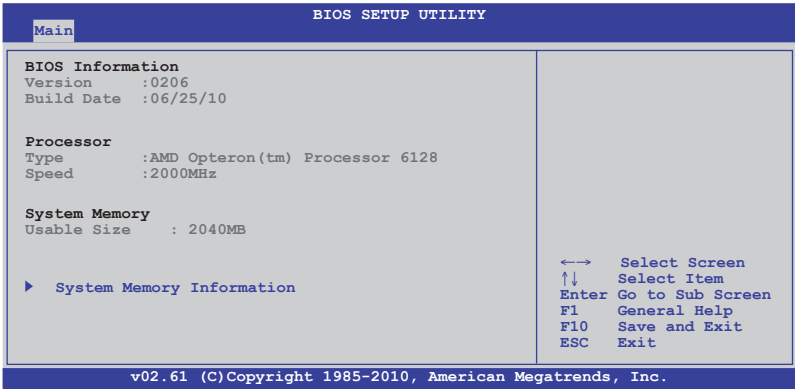 BIOS SETUP UTILITY
Main
BIOS Information
Version :0206
Build Date :06/25/10
Processor
Type :AMD Opteron(tm) Processor 6128
Speed :2000MHz
System Memory
Usable Size : 2040MB
System Memory Information
←→ Select Screen
↑↓ Select Item
Enter Go to Sub Screen
F1 General Help
F10 Save and Exit
ESC Exit
v02.61 (C)Copyright 1985-2010, American Megatrends, Inc.